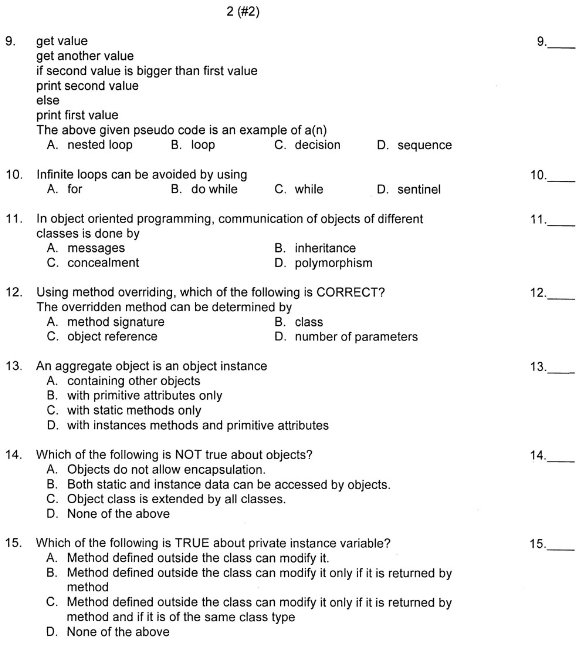 2 (#2)
9. get value 9.____
get another value
if second value is bigger than first value
print second value
else
print first value
The above given pseudo code is an example of a(n)
A. nested loop B. loop C. decision D. sequence
10. Infinite loops can be avoided by using 10.____
A. for B. do while C. while D. sentinel
11. In object oriented programming, communication of objects of different 11.____
classes is done by
A. messages B. inheritance
C. concealment D. polymorphism
12. Using method overriding, which of the following is CORRECT? 12.____
The overridden method can be determined by
A. method signature B. class
C. object reference D. number of parameters
13. An aggregate object is an object instance 13.____
A. containing other objects
B. with primitive attributes only
C. with static methods only
D. with instances methods and primitive attributes
14. Which of the following is NOT true about objects? 14.____
A. Objects do not allow encapsulation.
B. Both static and instance data can be accessed by objects.
C. Object class is extended by all classes.
D. None of the above
15. Which of the following is TRUE about private instance variable? 15.____
A. Method defined outside the class can modify it.
B. Method defined outside the class can modify it only if it is returned by
method
C. Method defined outside the class can modify it only if it is returned by
method and if it is of the same class type
D. None of the above